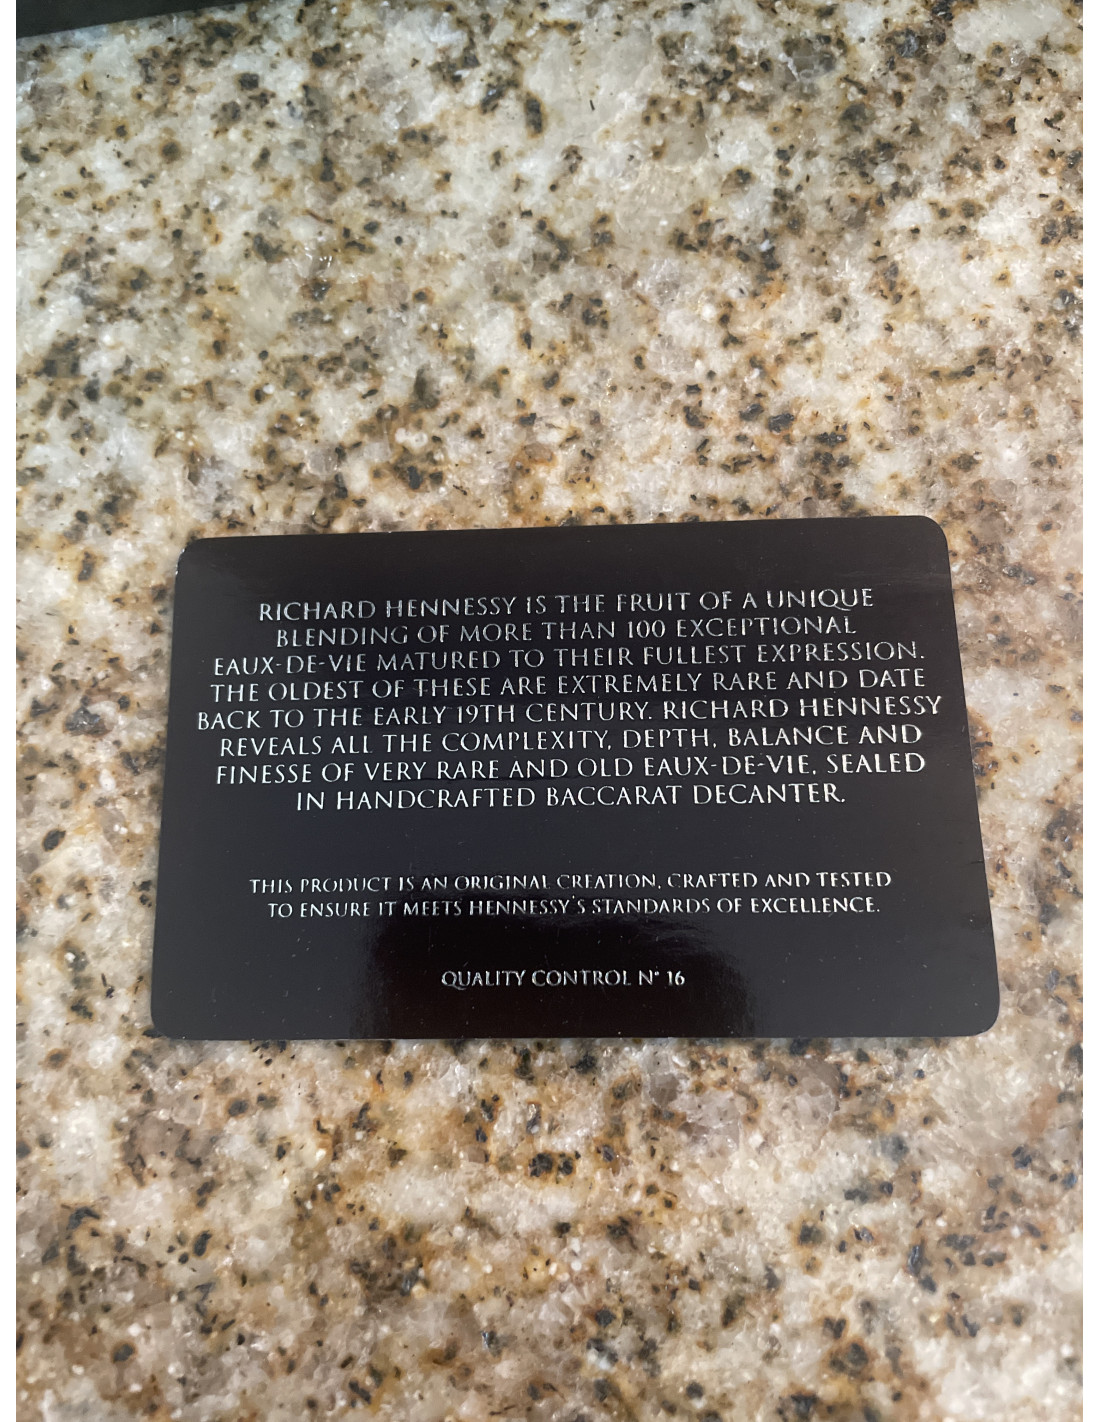 RICHARD HENNESSY IS THE FRUIT OF A UNIQUE
BLENDING OF MORE THAN 100 EXCEPTIONAL
EAUX-DE-VIE MATURED TO THEIR FULLEST EXPRESSION.
THE OLDEST OF THESE ARE EXTREMELY RARE AND DATE
BACK TO THE EARLY 19TH CENTURY. RICHARD HENNESSY
REVEALS ALL THE COMPLEXITY, DEPTH, BALANCE AND
FINESSE OF VERY RARE AND OLD EAUX-DE-VIE, SEALED
IN HANDCRAFTED BACCARAT DECANTER.
THIS PRODUCT IS AN ORIGINAL CREATION, CRAFTED AND TESTED
TO ENSURE IT MEETS HENNESSY'S STANDARDS OF EXCELLENCE.
QUALITY CONTROL N° 16